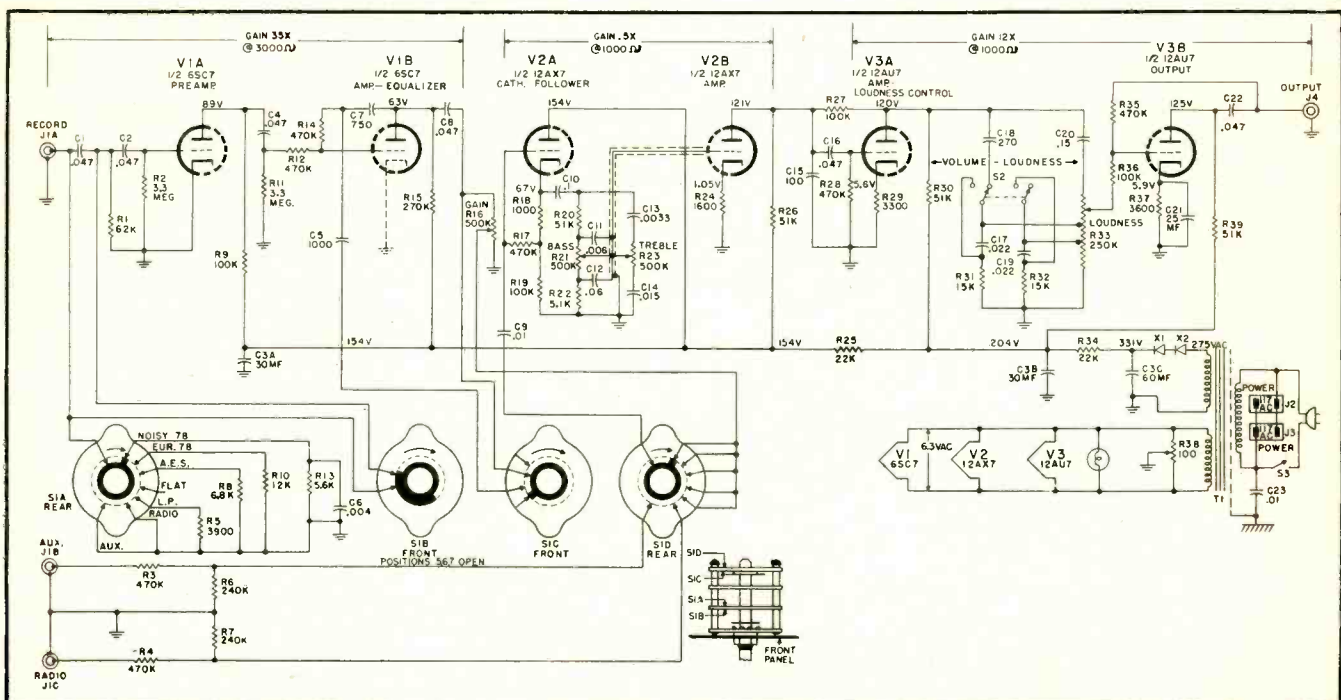 GAIN 35X
@ 3000 Ω
GAIN .5X
@ 1000 Ω
GAIN 12X
@ 1000 Ω
V1A
1/2 6SC7
PREAMP.
V1B
1/2 6SC7
AMP.-EQUALIZER
V2A
1/2 12AX7
CATH. FOLLOWER
V2B
1/2 12AX7
AMP.
V3A
1/2 12AU7
AMP.-
LOUDNESS CONTROL
V3B
1/2 12AU7
OUTPUT
RECORD
J1A
C1
.047
C2
.047
R2
3.3
MEG
R1
62K
89V
C4
.047
R11
3.3
MEG.
R9
100K
R14
470K
R12
470K
C7
750
63V
C8
.047
R15
270K
C5
1000
GAIN
R16
500K
154V
67V
R18
1000
R17
470K
R19
100K
C9
.01
C10
.1
R20
51K
C11
.006
BASS
R21
500K
C12
.06
R22
5.1K
C13
.0033
TREBLE
R23
500K
C14
.015
121V
1.05V
R24
1600
R26
51K
R27
100K
C15
100
C16
.047
R28
470K
120V
5.6V
R29
3300
R30
51K
C18
270
C20
.15
VOLUME - LOUDNESS
S2
C17
.022
R31
15K
C19
.022
R32
15K
LOUDNESS
R33
250K
R35
470K
R36
100K
125V
5.9V
R37
3600
C21
25
MF
C22
.047
R39
51K
OUTPUT
J4
154V
C3A
30MF
154V
R25
22K
204V
C3B
30MF
R34
22K
331V
C3C
60MF
X1
X2
275VAC
T1
POWER
117
AC
J2
117
AC
J3
POWER
S3
C23
.01
V1
6SC7
6.3VAC
V2
12AX7
V3
12AU7
R38
100
S1A
REAR
NOISY 78
EUR. 78
A.E.S.
FLAT
L.P.
RADIO
AUX.
R5
3900
R8
6.8K
R10
12K
R13
5.6K
C6
.004
S1B
FRONT
POSITIONS 5,6,7 OPEN
S1C
FRONT
S1D
REAR
AUX.
J1B
R3
470K
R6
240K
R7
240K
R4
470K
RADIO
J1C
S1D
S1C
S1A
S1B
FRONT
PANEL